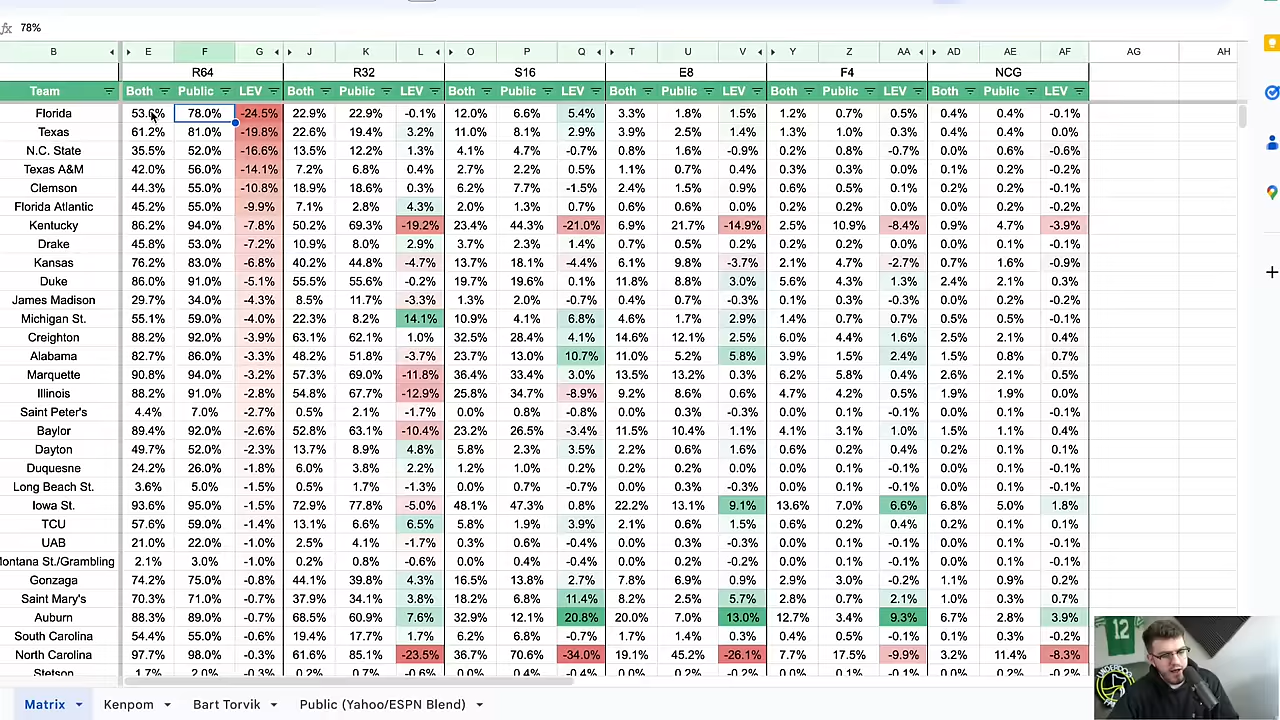 fx 78%
B E F G J K L O P Q T U V Y Z AA AD AE AF AG AH
R64 R32 S16 E8 F4 NCG
Team Both Public LEV Both Public LEV Both Public LEV Both Public LEV Both Public LEV Both Public LEV
Florida 53.6% 78.0% -24.5% 22.9% 22.9% -0.1% 12.0% 6.6% 5.4% 3.3% 1.8% 1.5% 1.2% 0.7% 0.5% 0.4% 0.4% -0.1%
Texas 61.2% 81.0% -19.8% 22.6% 19.4% 3.2% 11.0% 8.1% 2.9% 3.9% 2.5% 1.4% 1.3% 1.0% 0.3% 0.4% 0.4% 0.0%
N.C. State 35.5% 52.0% -16.6% 13.5% 12.2% 1.3% 4.1% 4.7% -0.7% 0.8% 1.6% -0.9% 0.2% 0.8% -0.7% 0.0% 0.6% -0.6%
Texas A&M 42.0% 56.0% -14.1% 7.2% 6.8% 0.4% 2.7% 2.2% 0.5% 1.1% 0.7% 0.4% 0.3% 0.3% 0.0% 0.1% 0.2% -0.2%
Clemson 44.3% 55.0% -10.8% 18.9% 18.6% 0.3% 6.2% 7.7% -1.5% 2.4% 1.5% 0.9% 0.6% 0.5% 0.1% 0.2% 0.2% -0.1%
Florida Atlantic 45.2% 55.0% -9.9% 7.1% 2.8% 4.3% 2.0% 1.3% 0.7% 0.6% 0.6% 0.0% 0.2% 0.2% 0.0% 0.0% 0.2% -0.2%
Kentucky 86.2% 94.0% -7.8% 50.2% 69.3% -19.2% 23.4% 44.3% -21.0% 6.9% 21.7% -14.9% 2.5% 10.9% -8.4% 0.9% 4.7% -3.9%
Drake 45.8% 53.0% -7.2% 10.9% 8.0% 2.9% 3.7% 2.3% 1.4% 0.7% 0.5% 0.2% 0.2% 0.2% 0.0% 0.0% 0.1% -0.1%
Kansas 76.2% 83.0% -6.8% 40.2% 44.8% -4.7% 13.7% 18.1% -4.4% 6.1% 9.8% -3.7% 2.1% 4.7% -2.7% 0.7% 1.6% -0.9%
Duke 86.0% 91.0% -5.1% 55.5% 55.6% -0.2% 19.7% 19.6% 0.1% 11.8% 8.8% 3.0% 5.6% 4.3% 1.3% 2.4% 2.1% 0.3%
James Madison 29.7% 34.0% -4.3% 8.5% 11.7% -3.3% 1.3% 2.0% -0.7% 0.4% 0.7% -0.3% 0.1% 0.3% -0.3% 0.0% 0.2% -0.2%
Michigan St. 55.1% 59.0% -4.0% 22.3% 8.2% 14.1% 10.9% 4.1% 6.8% 4.6% 1.7% 2.9% 1.4% 0.7% 0.7% 0.5% 0.5% -0.1%
Creighton 88.2% 92.0% -3.9% 63.1% 62.1% 1.0% 32.5% 28.4% 4.1% 14.6% 12.1% 2.5% 6.0% 4.4% 1.6% 2.5% 2.1% 0.4%
Alabama 82.7% 86.0% -3.3% 48.2% 51.8% -3.7% 23.7% 13.0% 10.7% 11.0% 5.2% 5.8% 3.9% 1.5% 2.4% 1.5% 0.8% 0.7%
Marquette 90.8% 94.0% -3.2% 57.3% 69.0% -11.8% 36.4% 33.4% 3.0% 13.5% 13.2% 0.3% 6.2% 5.8% 0.4% 2.6% 2.1% 0.5%
Illinois 88.2% 91.0% -2.8% 54.8% 67.7% -12.9% 25.8% 34.7% -8.9% 9.2% 8.6% 0.6% 4.7% 4.2% 0.5% 1.9% 1.9% 0.0%
Saint Peter's 4.4% 7.0% -2.7% 0.5% 2.1% -1.7% 0.0% 0.8% -0.8% 0.0% 0.3% -0.3% 0.0% 0.1% -0.1% 0.0% 0.1% -0.1%
Baylor 89.4% 92.0% -2.6% 52.8% 63.1% -10.4% 23.2% 26.5% -3.4% 11.5% 10.4% 1.1% 4.1% 3.1% 1.0% 1.5% 1.1% 0.4%
Dayton 49.7% 52.0% -2.3% 13.7% 8.9% 4.8% 5.8% 2.3% 3.5% 2.2% 0.6% 1.6% 0.6% 0.2% 0.4% 0.2% 0.1% 0.1%
Duquesne 24.2% 26.0% -1.8% 6.0% 3.8% 2.2% 1.2% 1.0% 0.2% 0.2% 0.2% 0.0% 0.0% 0.1% -0.1% 0.0% 0.1% -0.1%
Long Beach St. 3.6% 5.0% -1.5% 0.5% 1.7% -1.3% 0.0% 0.7% -0.7% 0.0% 0.3% -0.3% 0.0% 0.1% -0.1% 0.0% 0.1% -0.1%
Iowa St. 93.6% 95.0% -1.5% 72.9% 77.8% -5.0% 48.1% 47.3% 0.8% 22.2% 13.1% 9.1% 13.6% 7.0% 6.6% 6.8% 5.0% 1.8%
TCU 57.6% 59.0% -1.4% 13.1% 6.6% 6.5% 5.8% 1.9% 3.9% 2.1% 0.6% 1.5% 0.6% 0.2% 0.4% 0.2% 0.1% 0.1%
UAB 21.0% 22.0% -1.0% 2.5% 4.1% -1.7% 0.3% 0.6% -0.4% 0.0% 0.3% -0.3% 0.0% 0.1% -0.1% 0.0% 0.1% -0.1%
Montana St./Grambling 2.1% 3.0% -1.0% 0.2% 0.8% -0.6% 0.0% 0.4% -0.4% 0.0% 0.2% -0.2% 0.0% 0.1% -0.1% 0.0% 0.1% -0.1%
Gonzaga 74.2% 75.0% -0.8% 44.1% 39.8% 4.3% 16.5% 13.8% 2.7% 7.8% 6.9% 0.9% 2.9% 3.0% -0.2% 1.1% 0.9% 0.2%
Saint Mary's 70.3% 71.0% -0.7% 37.9% 34.1% 3.8% 18.2% 6.8% 11.4% 8.2% 2.5% 5.7% 2.8% 0.7% 2.1% 1.0% 0.3% 0.7%
Auburn 88.3% 89.0% -0.7% 68.5% 60.9% 7.6% 32.9% 12.1% 20.8% 20.0% 7.0% 13.0% 12.7% 3.4% 9.3% 6.7% 2.8% 3.9%
South Carolina 54.4% 55.0% -0.6% 19.4% 17.7% 1.7% 6.2% 6.8% -0.7% 1.7% 1.4% 0.3% 0.4% 0.5% -0.1% 0.1% 0.3% -0.2%
North Carolina 97.7% 98.0% -0.3% 61.6% 85.1% -23.5% 36.7% 70.6% -34.0% 19.1% 45.2% -26.1% 7.7% 17.5% -9.9% 3.2% 11.4% -8.3%
Stetson 1.7% 2.0% -0.3% 0.2% 0.7% -0.6% 0.0% 0.4% -0.4% 0.0% 0.2% -0.2% 0.0% 0.1% -0.1% 0.0% 0.2% -0.2%
12
Matrix Kenpom Bart Torvik Public (Yahoo/ESPN Blend)